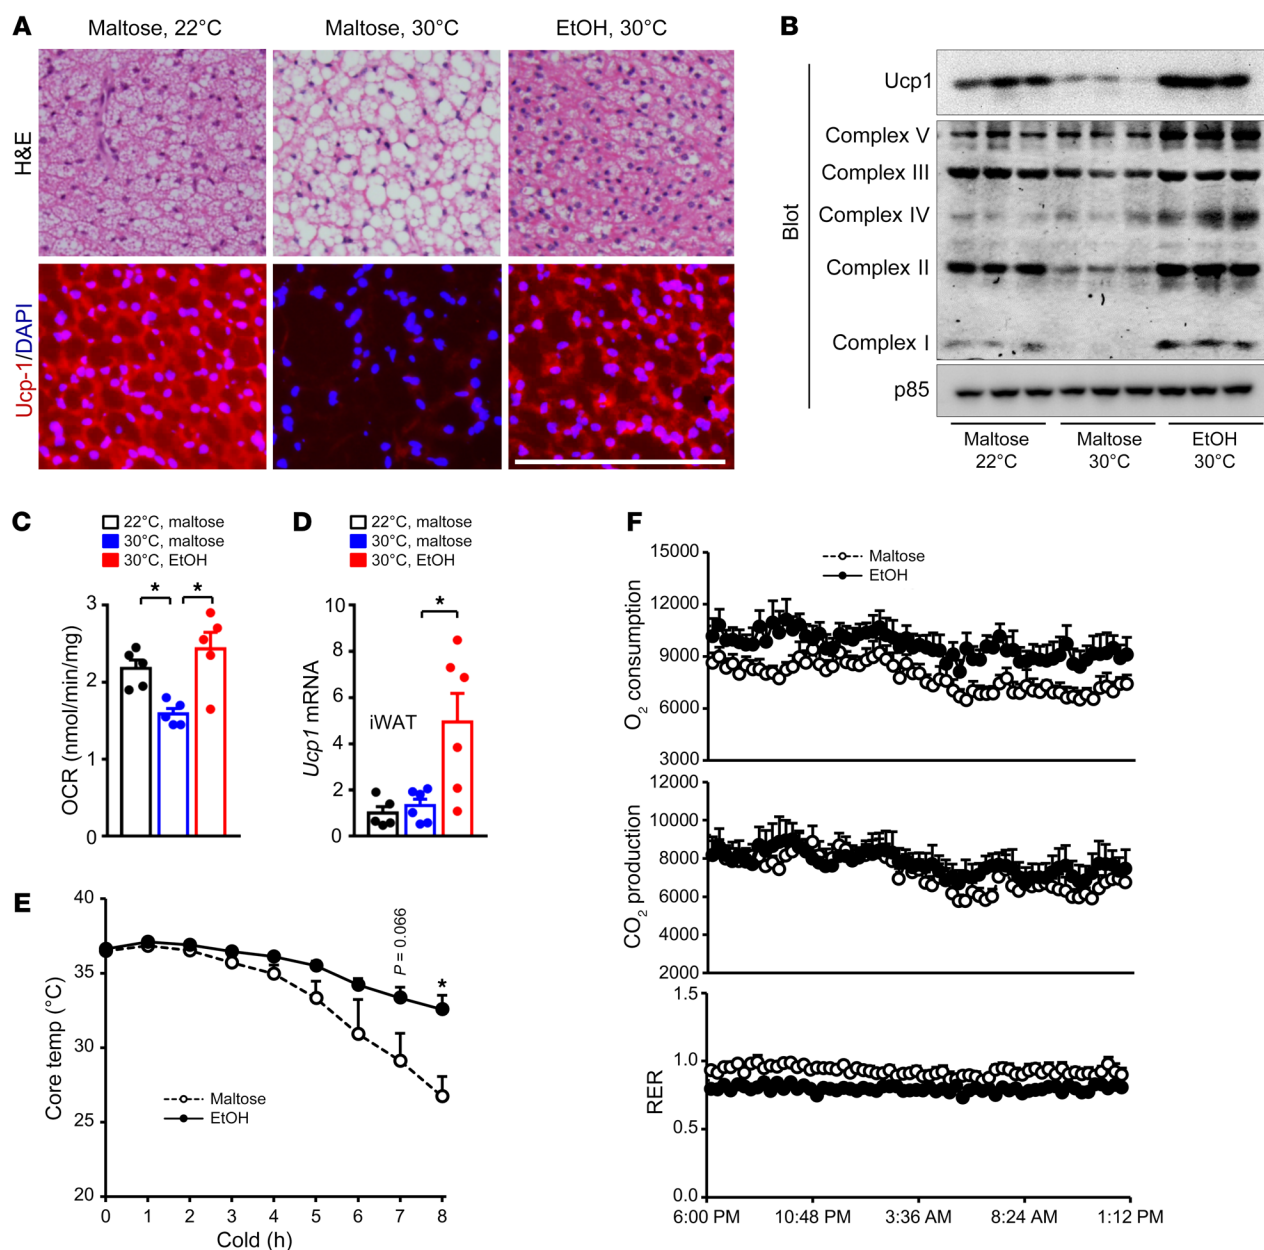 A
Maltose, 22°C
Maltose, 30°C
EtOH, 30°C
H&E
Ucp-1/DAPI
B
Blot
Ucp1
Complex V
Complex III
Complex IV
Complex II
Complex I
p85
Maltose
22°C
Maltose
30°C
EtOH
30°C
C
22°C, maltose
30°C, maltose
30°C, EtOH
OCR (nmol/min/mg)
3
2
1
0
* *
D
22°C, maltose
30°C, maltose
30°C, EtOH
Ucp1 mRNA
10
8
6
4
2
0
*
iWAT
E
Core temp (°C)
40
35
30
25
20
P = 0.066
*
Maltose
EtOH
0 1 2 3 4 5 6 7 8
Cold (h)
F
Maltose
EtOH
O2 consumption
15000
12000
9000
6000
3000
CO2 production
12000
10000
8000
6000
4000
2000
RER
1.5
1.0
0.5
0.0
6:00 PM 10:48 PM 3:36 AM 8:24 AM 1:12 PM